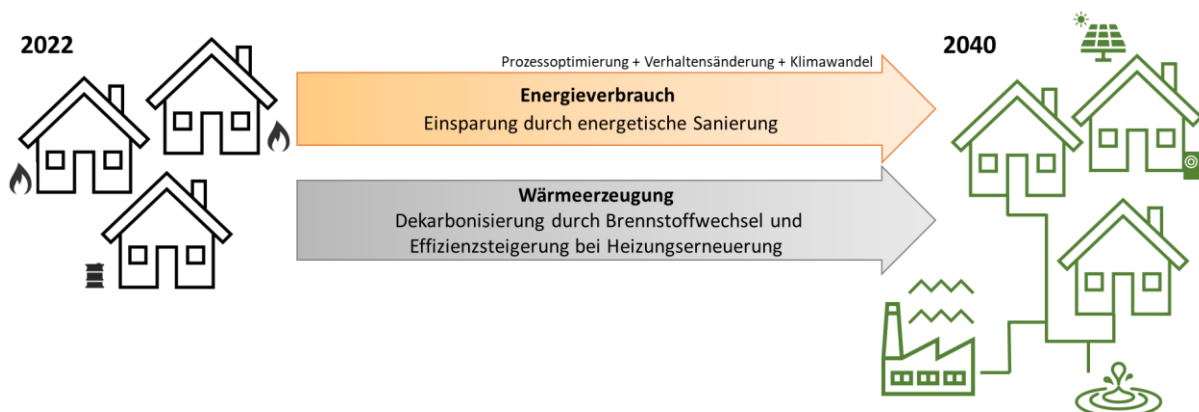 2022
2040
Prozessoptimierung + Verhaltensänderung + Klimawandel
Energieverbrauch
Einsparung durch energetische Sanierung
Wärmeerzeugung
Dekarbonisierung durch Brennstoffwechsel und
Effizienzsteigerung bei Heizungserneuerung